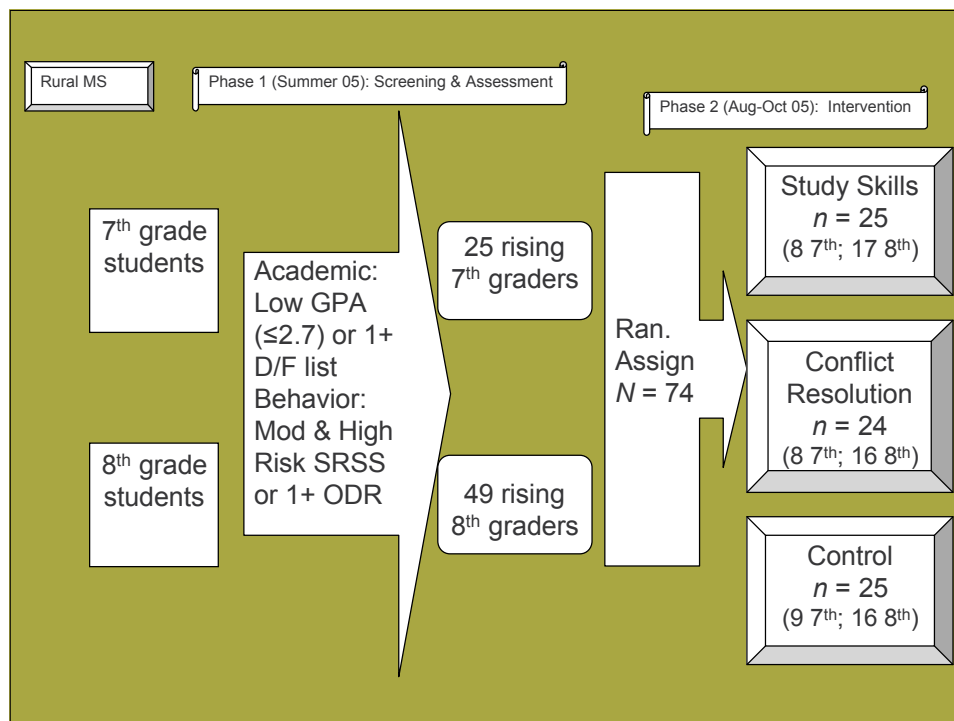 Rural MS
Phase 1 (Summer 05): Screening & Assessment
Phase 2 (Aug-Oct 05): Intervention
7th grade
students
8th grade
students
Academic:
Low GPA
(≤2.7) or 1+
D/F list
Behavior:
Mod & High
Risk SRSS
or 1+ ODR
25 rising
7th graders
49 rising
8th graders
Ran.
Assign
N = 74
Study Skills
n = 25
(8 7th; 17 8th)
Conflict
Resolution
n = 24
(8 7th; 16 8th)
Control
n = 25
(9 7th; 16 8th)